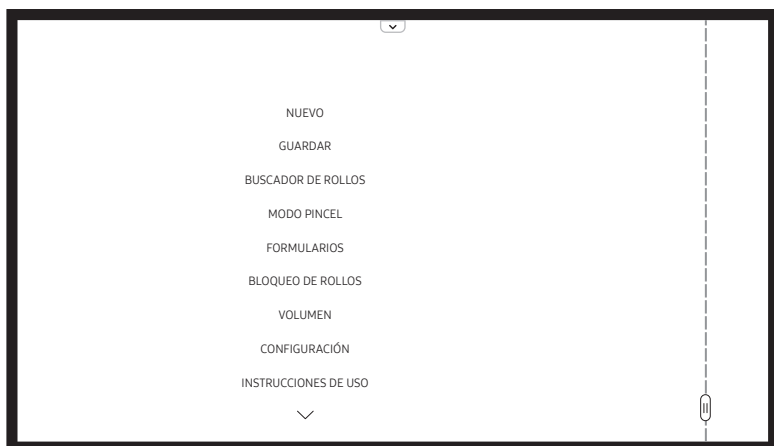 NUEVO
GUARDAR
BUSCADOR DE ROLLOS
MODO PINCEL
FORMULARIOS
BLOQUEO DE ROLLOS
VOLUMEN
CONFIGURACIÓN
INSTRUCCIONES DE USO